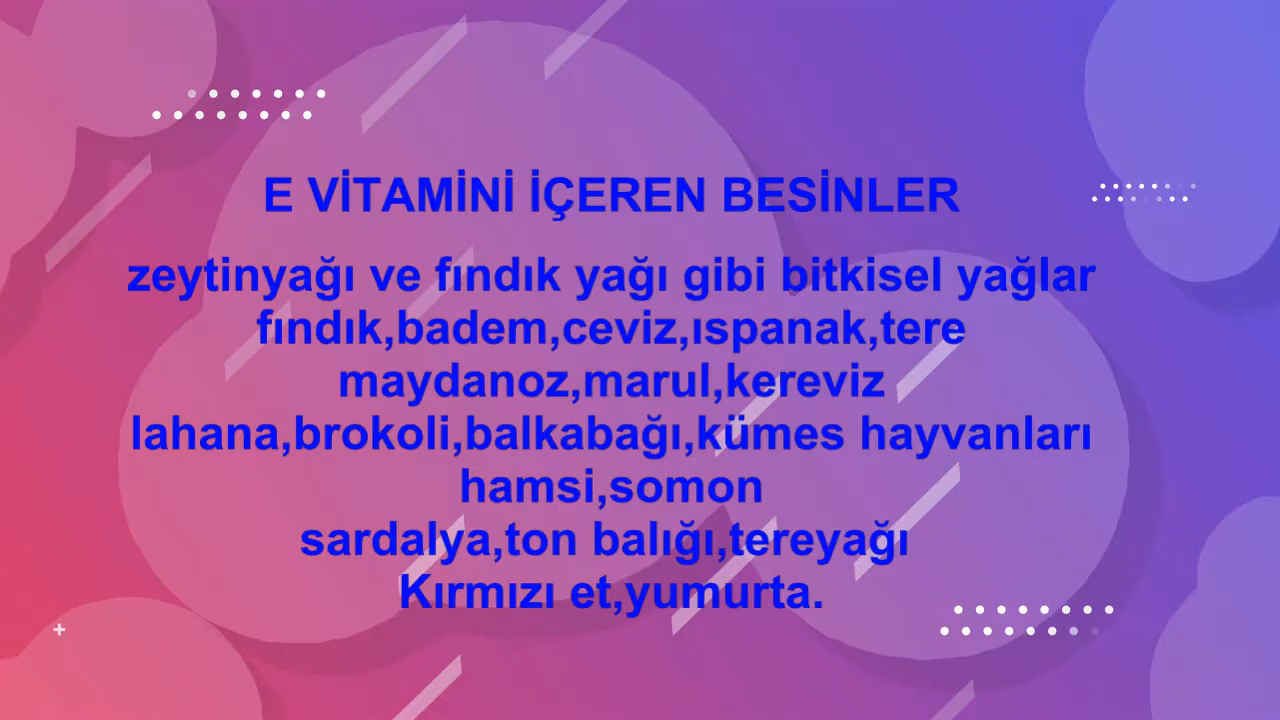 E VİTAMİNİ İÇEREN BESİNLER
zeytinyağı ve fındık yağı gibi bitkisel yağlar
fındık,badem,ceviz,ıspanak,tere
maydanoz,marul,kereviz
lahana,brokoli,balkabağı,kümes hayvanları
hamsi,somon
sardalya,ton balığı,tereyağı
Kırmızı et,yumurta.